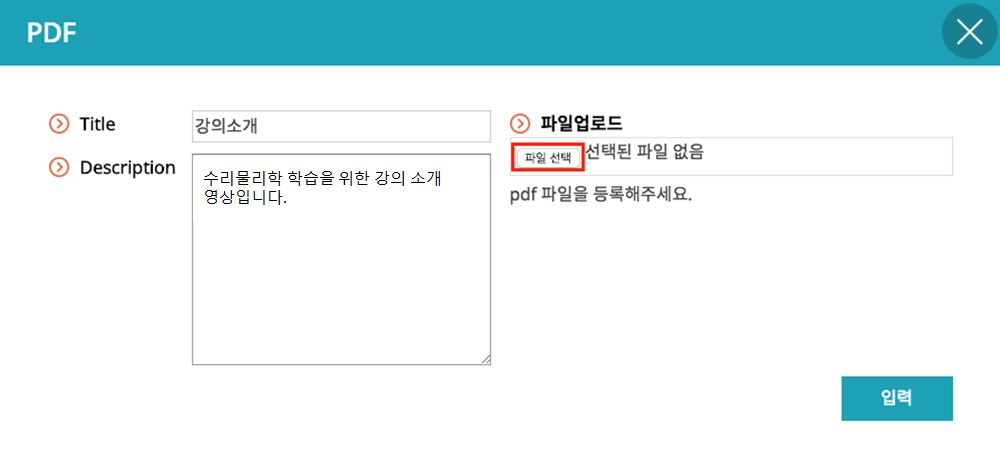 PDF
Title
강의소개
Description
수리물리학 학습을 위한 강의 소개
영상입니다.
파일업로드
파일 선택 선택된 파일 없음
pdf 파일을 등록해주세요.
입력